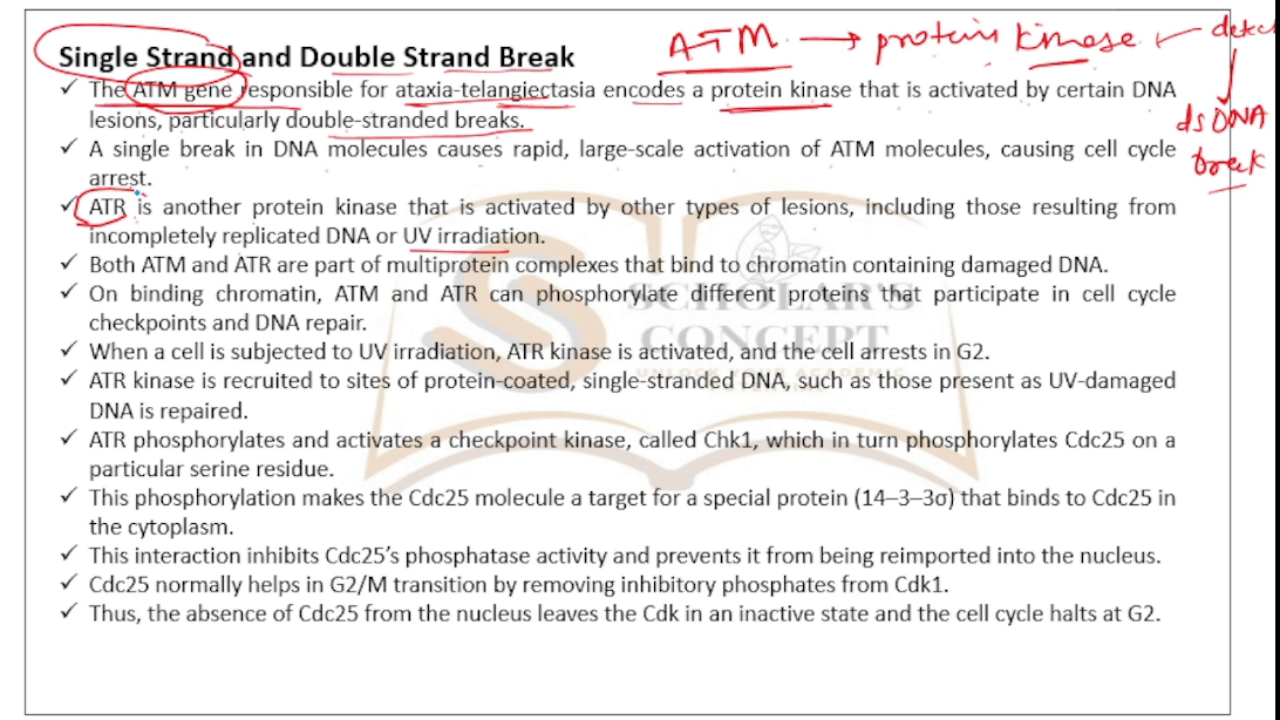 ATM → protein kinase ← detect
Single Strand and Double Strand Break
✓ The ATM gene responsible for ataxia-telangiectasia encodes a protein kinase that is activated by certain DNA
lesions, particularly double-stranded breaks.
dsDNA
break
✓ A single break in DNA molecules causes rapid, large-scale activation of ATM molecules, causing cell cycle
arrest.
✓ ATR is another protein kinase that is activated by other types of lesions, including those resulting from
incompletely replicated DNA or UV irradiation.
✓ Both ATM and ATR are part of multiprotein complexes that bind to chromatin containing damaged DNA.
✓ On binding chromatin, ATM and ATR can phosphorylate different proteins that participate in cell cycle
checkpoints and DNA repair.
✓ When a cell is subjected to UV irradiation, ATR kinase is activated, and the cell arrests in G2.
✓ ATR kinase is recruited to sites of protein-coated, single-stranded DNA, such as those present as UV-damaged
DNA is repaired.
✓ ATR phosphorylates and activates a checkpoint kinase, called Chk1, which in turn phosphorylates Cdc25 on a
particular serine residue.
✓ This phosphorylation makes the Cdc25 molecule a target for a special protein (14–3–3σ) that binds to Cdc25 in
the cytoplasm.
✓ This interaction inhibits Cdc25's phosphatase activity and prevents it from being reimported into the nucleus.
✓ Cdc25 normally helps in G2/M transition by removing inhibitory phosphates from Cdk1.
✓ Thus, the absence of Cdc25 from the nucleus leaves the Cdk in an inactive state and the cell cycle halts at G2.
SCHOLAR'S
CONCEPT